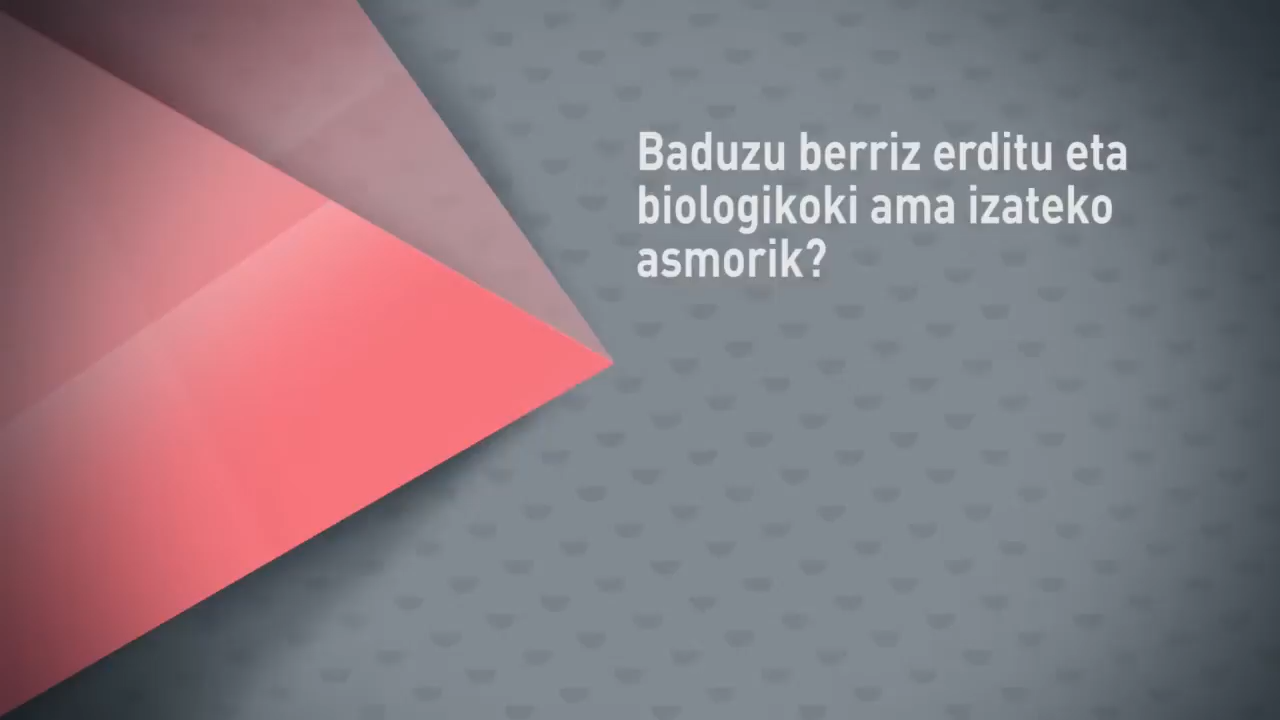 Baduzu berriz erditu eta
biologikoki ama izateko
asmorik?